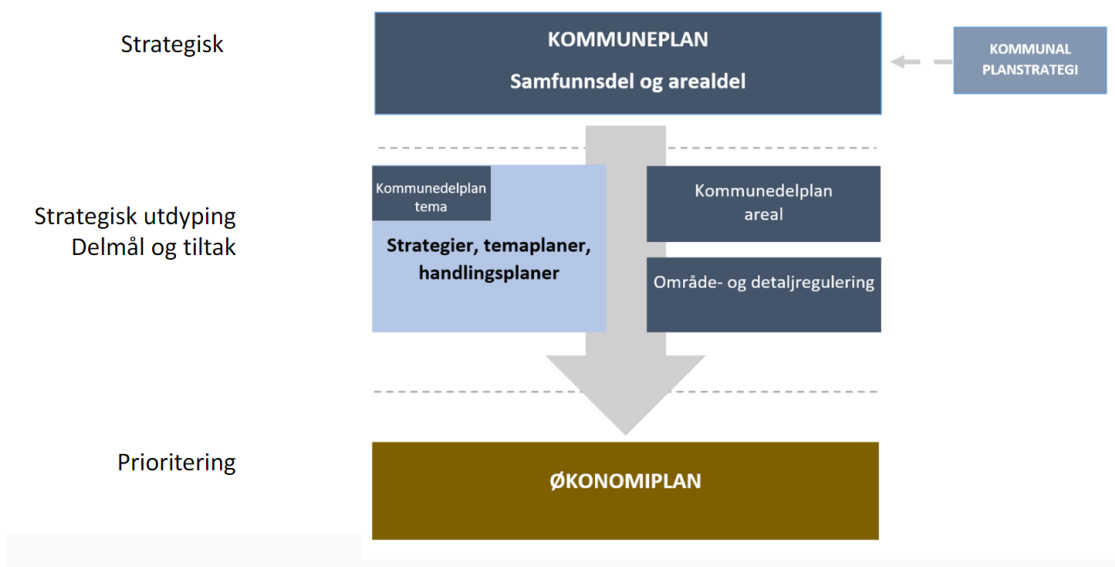 Strategisk
KOMMUNEPLAN
Samfunnsdel og arealdel
KOMMUNAL
PLANSTRATEGI
Strategisk utdyping
Delmål og tiltak
Kommunedelplan
tema
Strategier, temaplaner,
handlingsplaner
Kommunedelplan
areal
Område- og detaljregulering
Prioritering
ØKONOMIPLAN